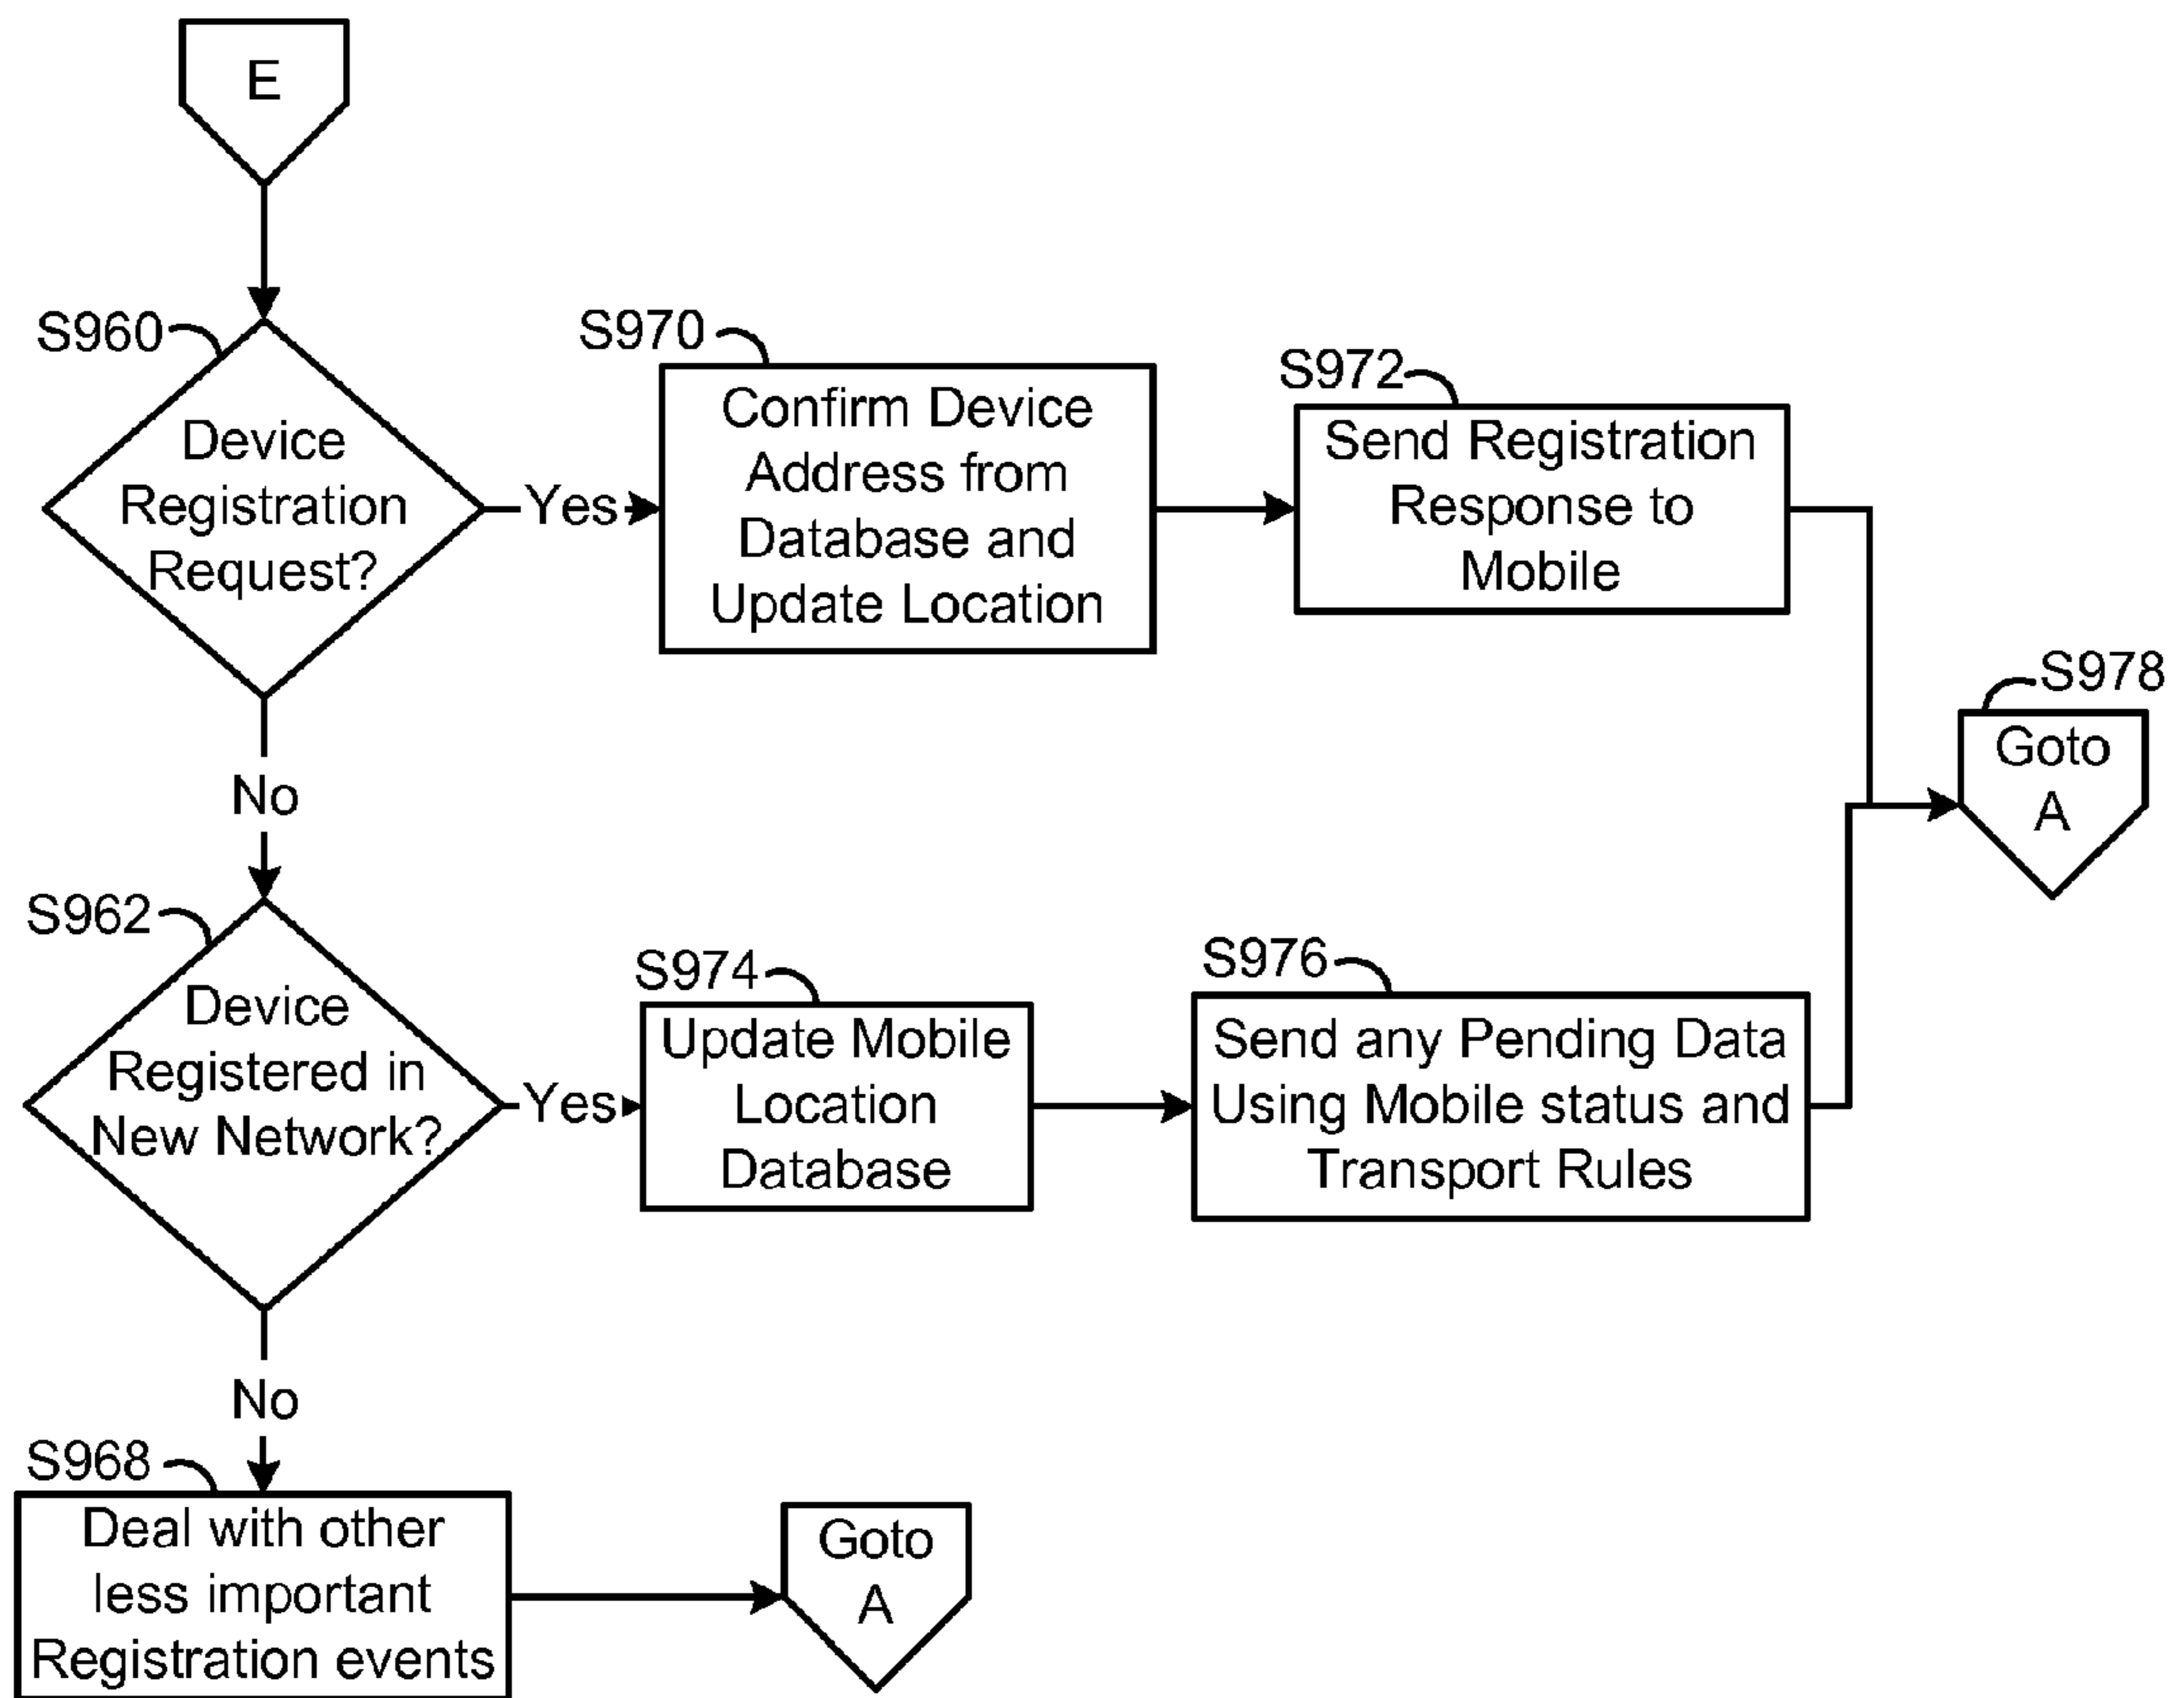 E
S960
Device
Registration
Request?
Yes
S970
Confirm Device
Address from
Database and
Update Location
S972
Send Registration
Response to
Mobile
S978
Goto
A
No
S962
Device
Registered in
New Network?
Yes
S974
Update Mobile
Location
Database
S976
Send any Pending Data
Using Mobile status and
Transport Rules
No
S968
Deal with other
less important
Registration events
Goto
A